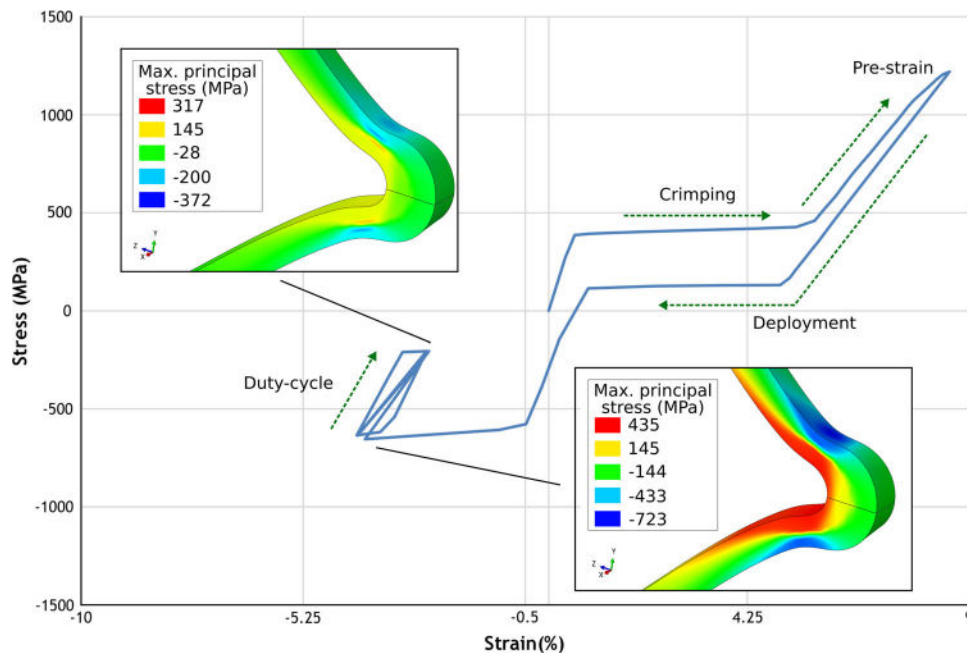 1500
1000
500
0
-500
-1000
-1500
Stress (MPa)
-10
-5.25
-0.5
4.25
9
Strain(%)
Max. principal
stress (MPa)
317
145
-28
-200
-372
Y
Z
X
Pre-strain
Crimping
Deployment
Duty-cycle
Max. principal
stress (MPa)
435
145
-144
-433
-723
Y
Z
X